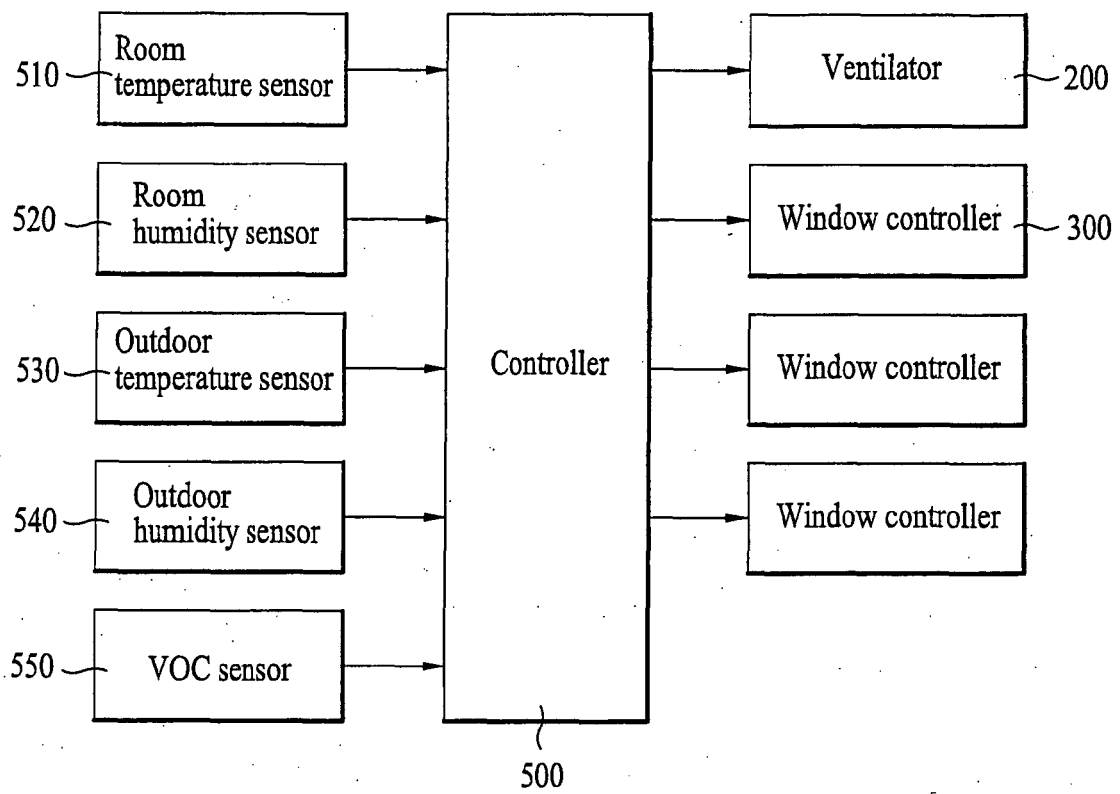 Room
510 temperature sensor
Room
520 humidity sensor
Outdoor
530 temperature sensor
Outdoor
540 humidity sensor
550 VOC sensor
Controller
500
Ventilator 200
Window controller 300
Window controller
Window controller